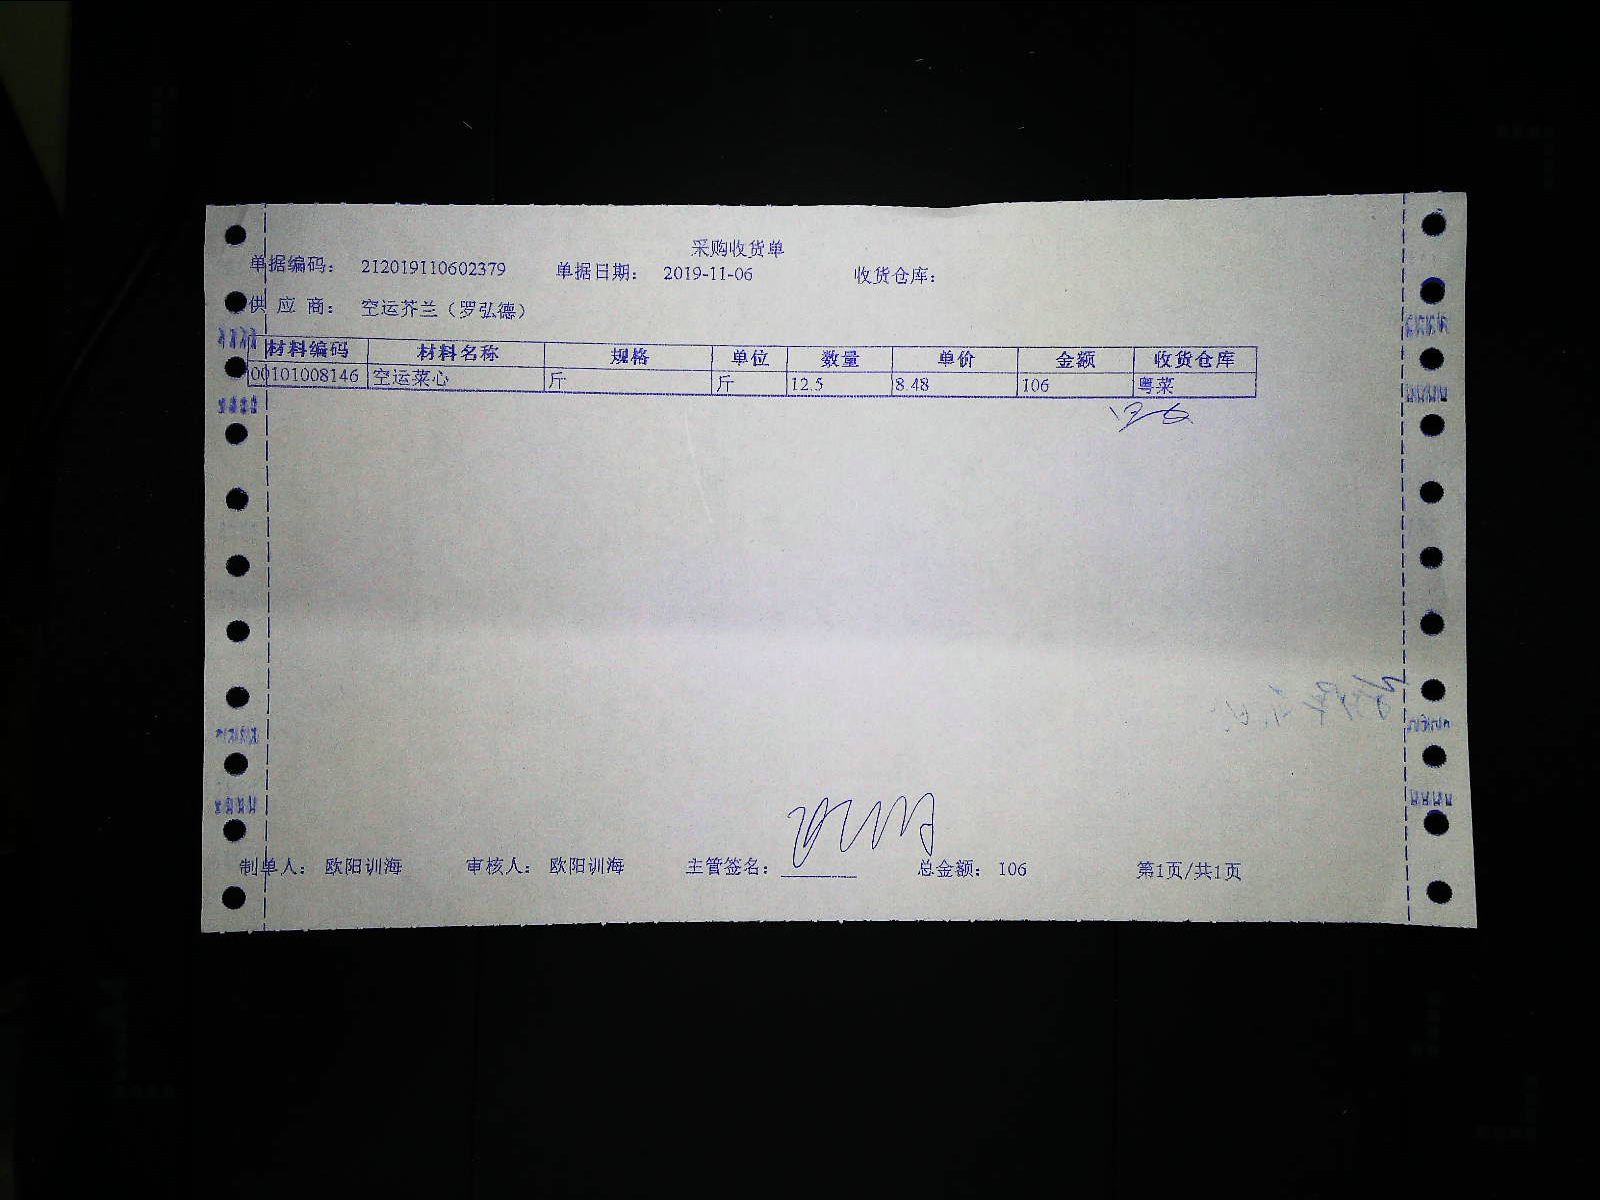 采购收货单
单据编码： 212019110602379 单据日期： 2019-11-06 收货仓库：
供 应 商： 空运芥兰（罗弘德）
材料编码 材料名称 规格 单位 数量 单价 金额 收货仓库
00101008146 空运菜心 斤 斤 12.5 8.48 106 粤菜
制单人： 欧阳训海 审核人： 欧阳训海 主管签名： 总金额： 106 第1页/共1页